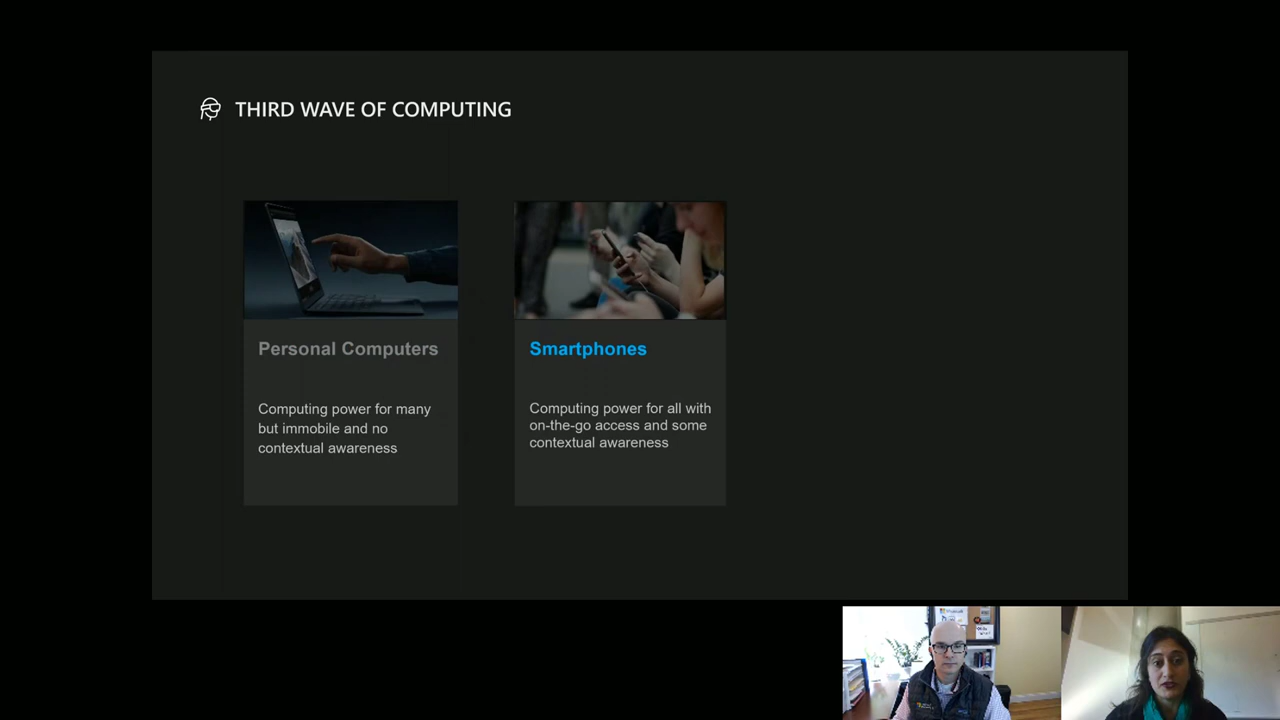 THIRD WAVE OF COMPUTING
Personal Computers
Computing power for many
but immobile and no
contextual awareness
Smartphones
Computing power for all with
on-the-go access and some
contextual awareness